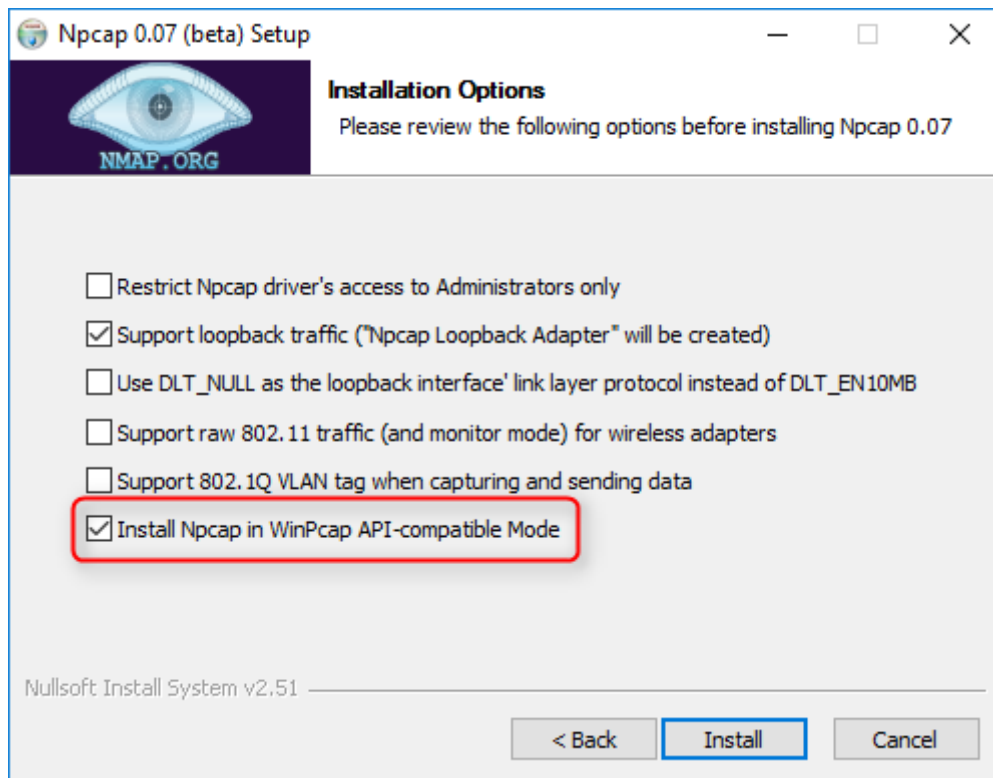 Npcap 0.07 (beta) Setup
NMAP.ORG
Installation Options
Please review the following options before installing Npcap 0.07
Restrict Npcap driver's access to Administrators only
Support loopback traffic ("Npcap Loopback Adapter" will be created)
Use DLT_NULL as the loopback interface' link layer protocol instead of DLT_EN10MB
Support raw 802.11 traffic (and monitor mode) for wireless adapters
Support 802.1Q VLAN tag when capturing and sending data
Install Npcap in WinPcap API-compatible Mode
Nullsoft Install System v2.51
< Back
Install
Cancel